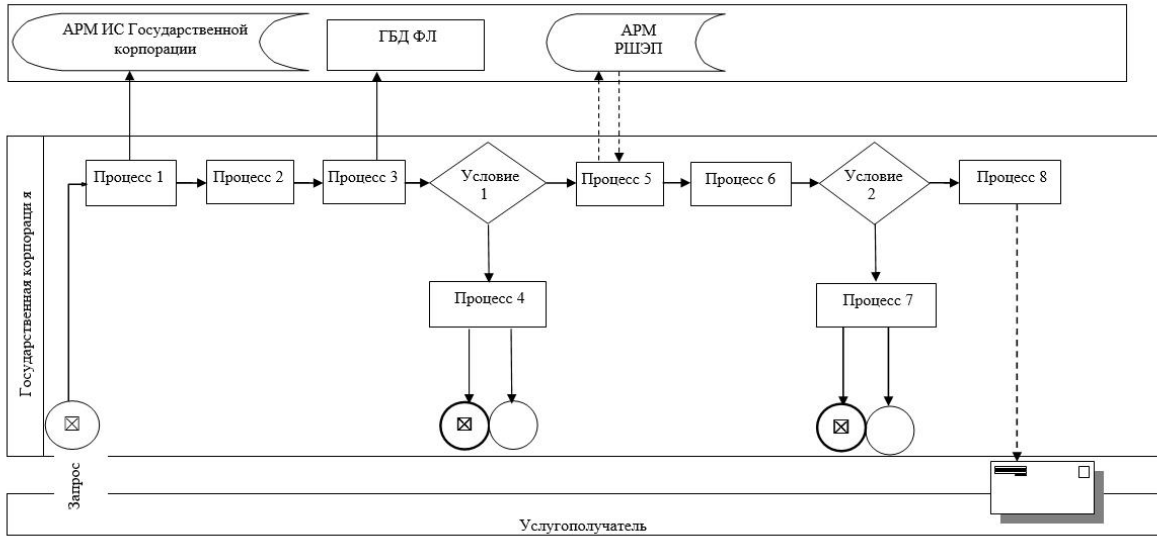 АРМ ИС Государственной
корпорации
ГБД ФЛ
АРМ
РШЭП
Государственная корпораци я
Процесс 1
Процесс 2
Процесс 3
Условие
1
Процесс 5
Процесс 6
Условие
2
Процесс 8
Процесс 4
Процесс 7
Запрос
Услугополучатель